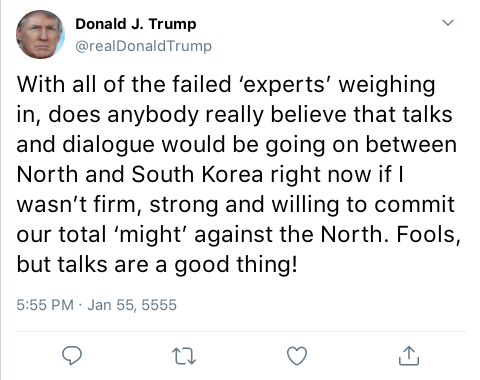 Donald J. Trump
@realDonaldTrump
With all of the failed ‘experts’ weighing
in, does anybody really believe that talks
and dialogue would be going on between
North and South Korea right now if I
wasn’t firm, strong and willing to commit
our total ‘might’ against the North. Fools,
but talks are a good thing!
5:55 PM · Jan 55, 5555